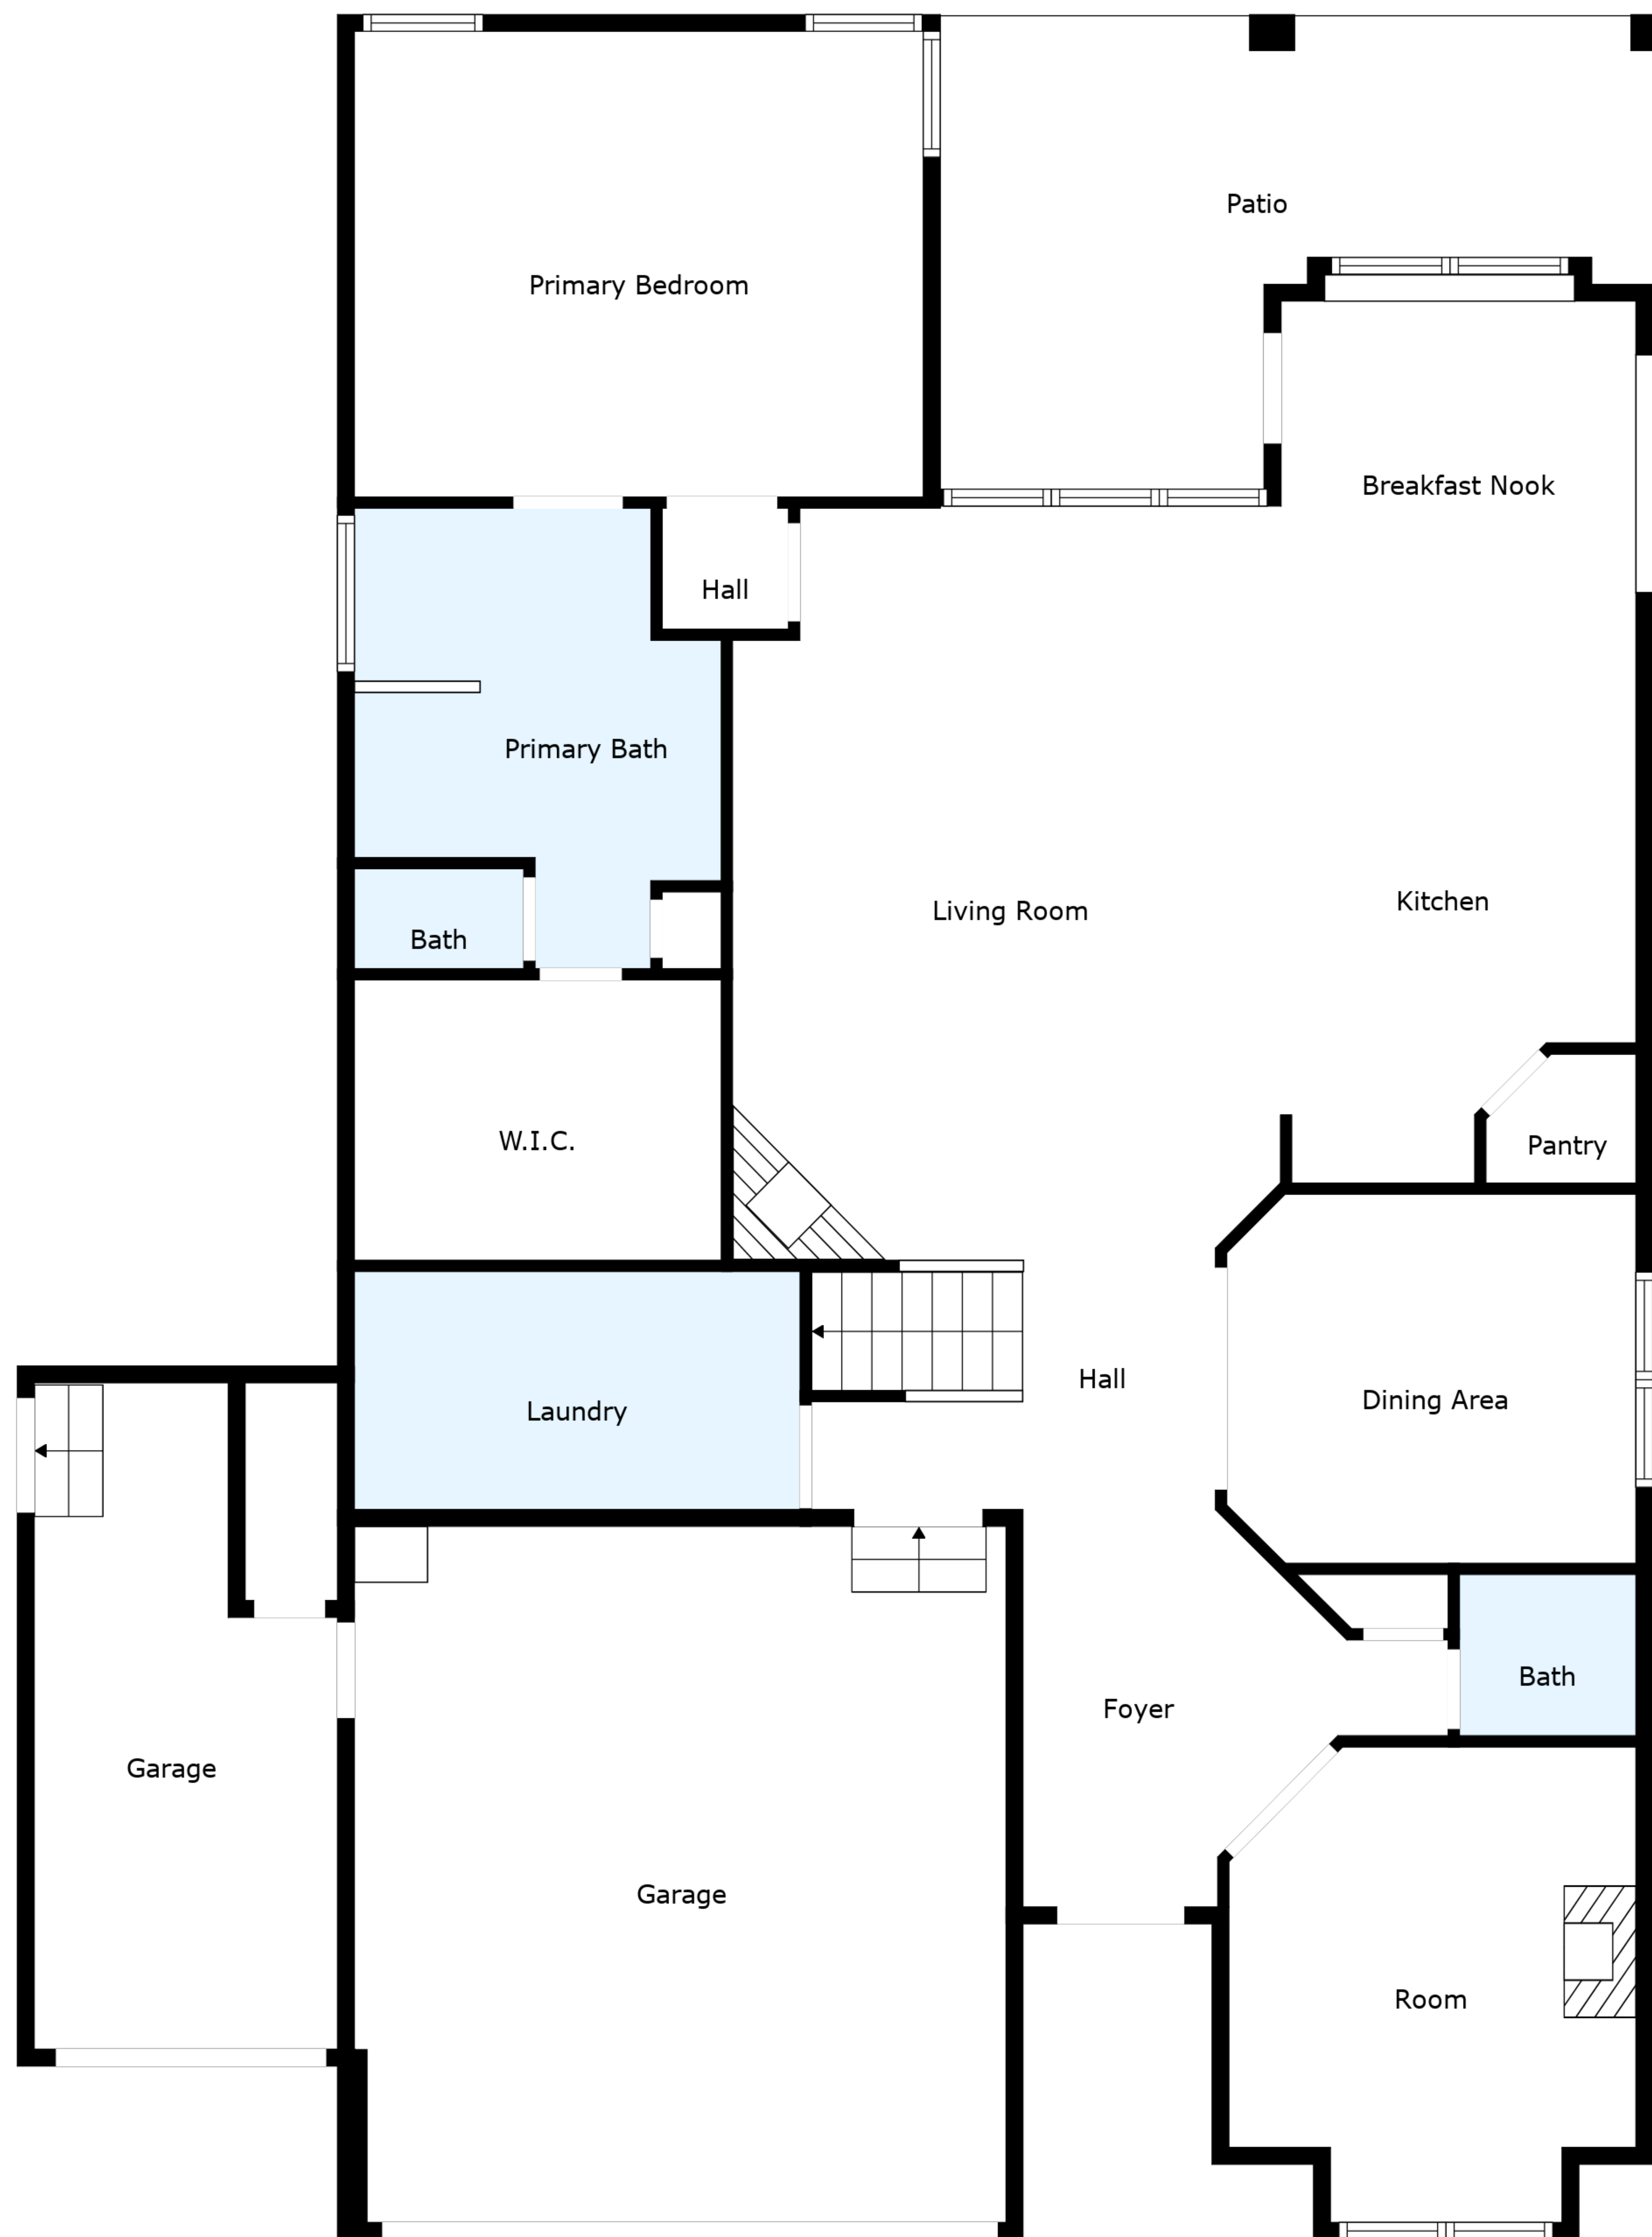 Patio
Primary Bedroom
Breakfast Nook
Hall
Primary Bath
Kitchen
Living Room
Bath
W.I.C.
Pantry
Hall
Dining Area
Laundry
Bath
Foyer
Garage
Garage
Room